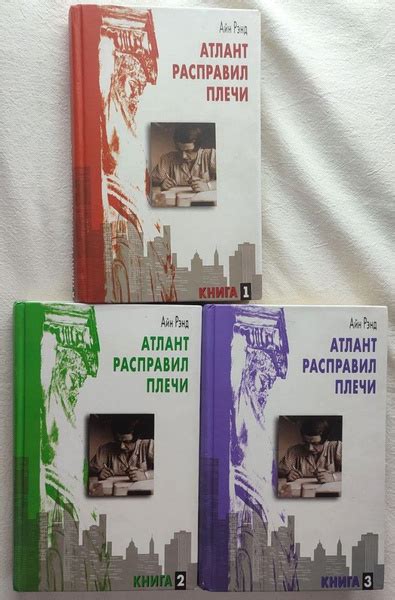 Айн Рэнд
АТЛАНТ
РАСПРАВИЛ
ПЛЕЧИ
КНИГА 1
Айн Рэнд
АТЛАНТ
РАСПРАВИЛ
ПЛЕЧИ
КНИГА 2
Айн Рэнд
АТЛАНТ
РАСПРАВИЛ
ПЛЕЧИ
КНИГА 3